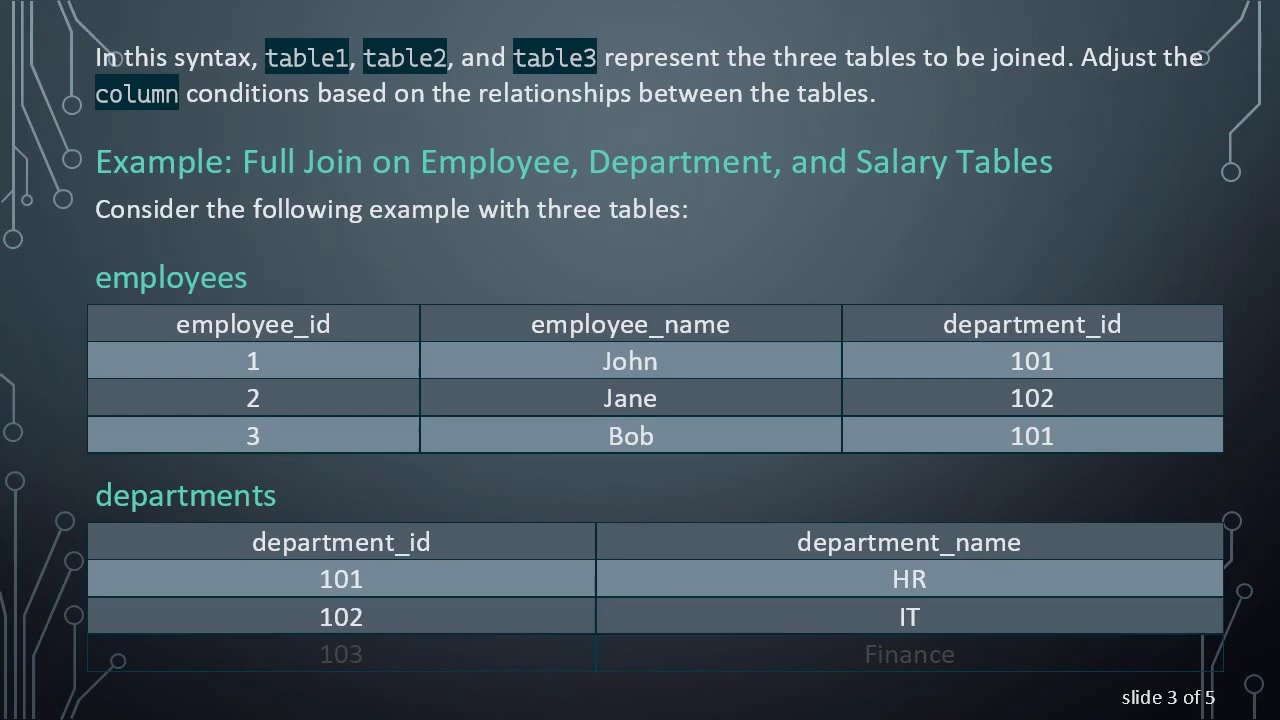 In this syntax, table1, table2, and table3 represent the three tables to be joined. Adjust the
column conditions based on the relationships between the tables.
Example: Full Join on Employee, Department, and Salary Tables
Consider the following example with three tables:
employees
employee_id employee_name department_id
1 John 101
2 Jane 102
3 Bob 101
departments
department_id department_name
101 HR
102 IT
103 Finance
slide 3 of 5